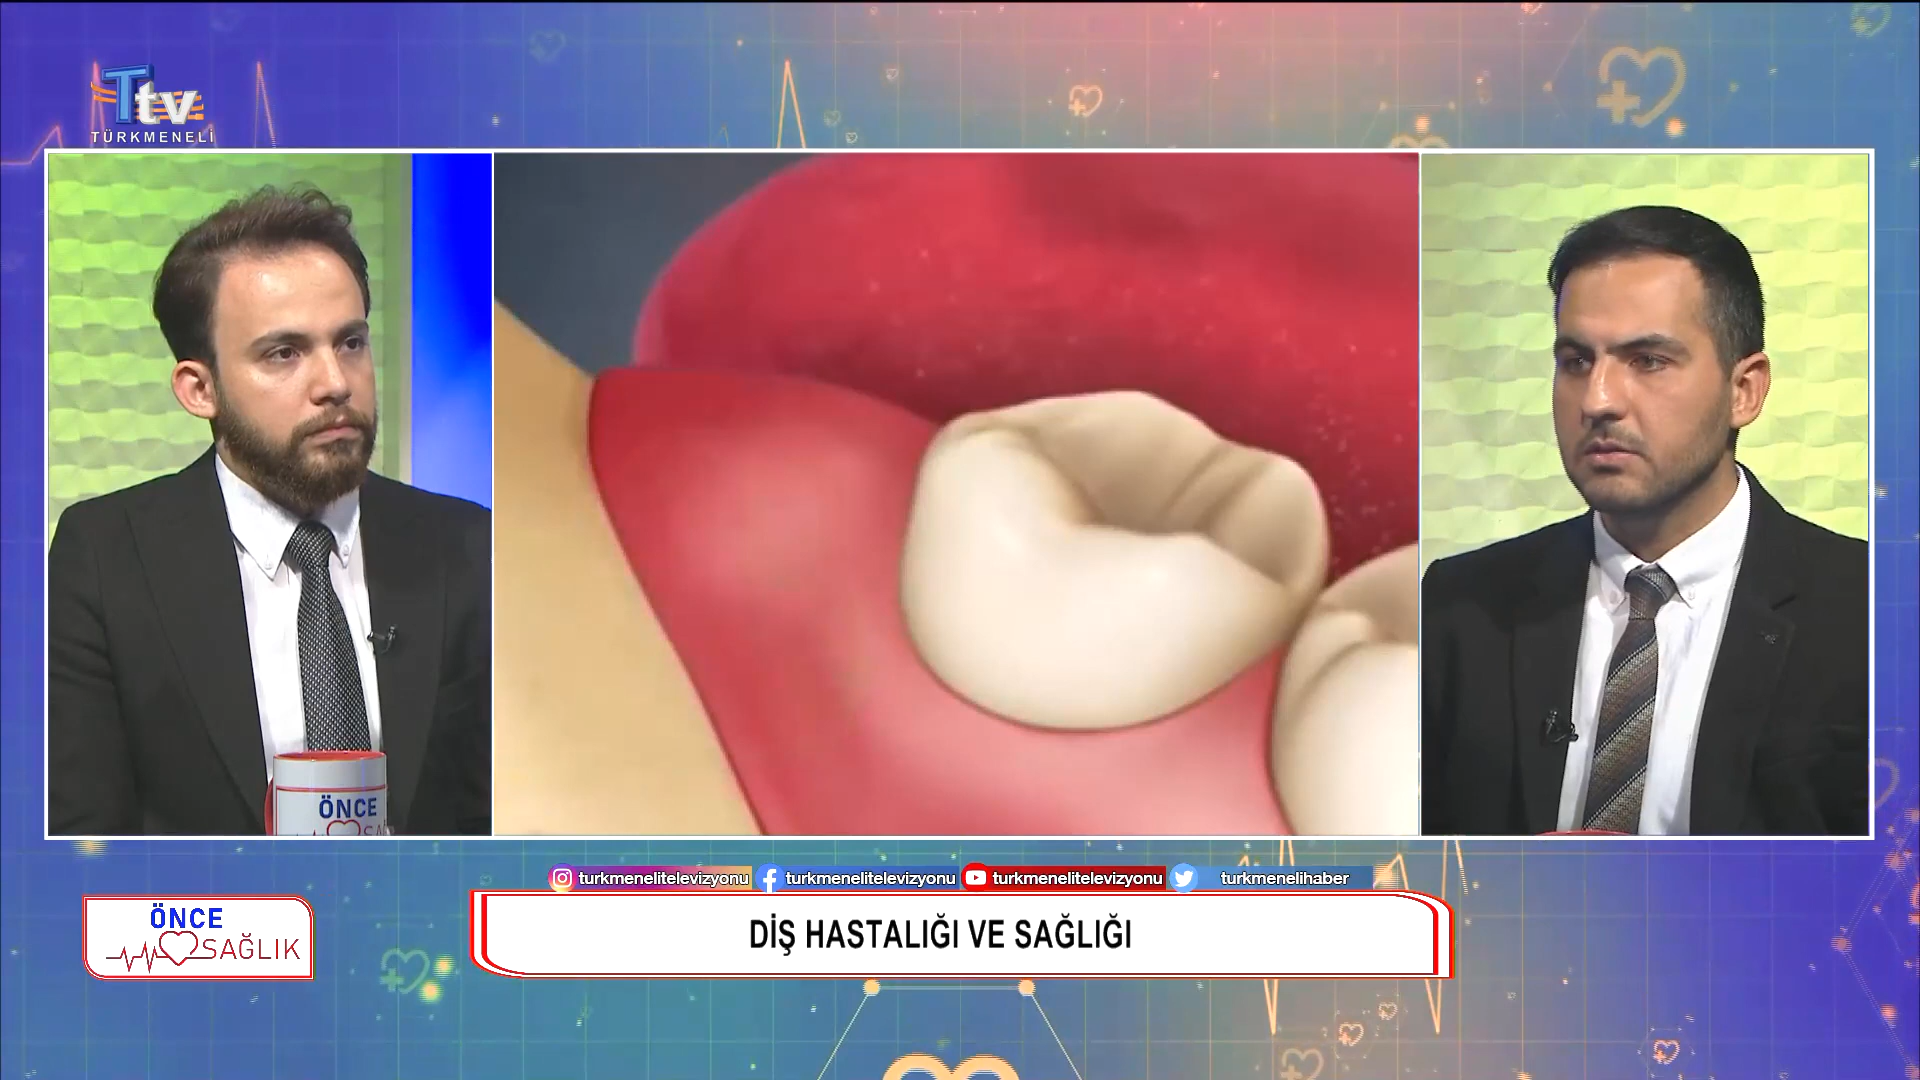 Ttv
TÜRKMENELİ
ÖNCE
turkmenelitelevizyonu
turkmenelitelevizyonu
turkmenelitelevizyonu
turkmenelihaber
ÖNCE
SAĞLIK
DİŞ HASTALIĞI VE SAĞLIĞI